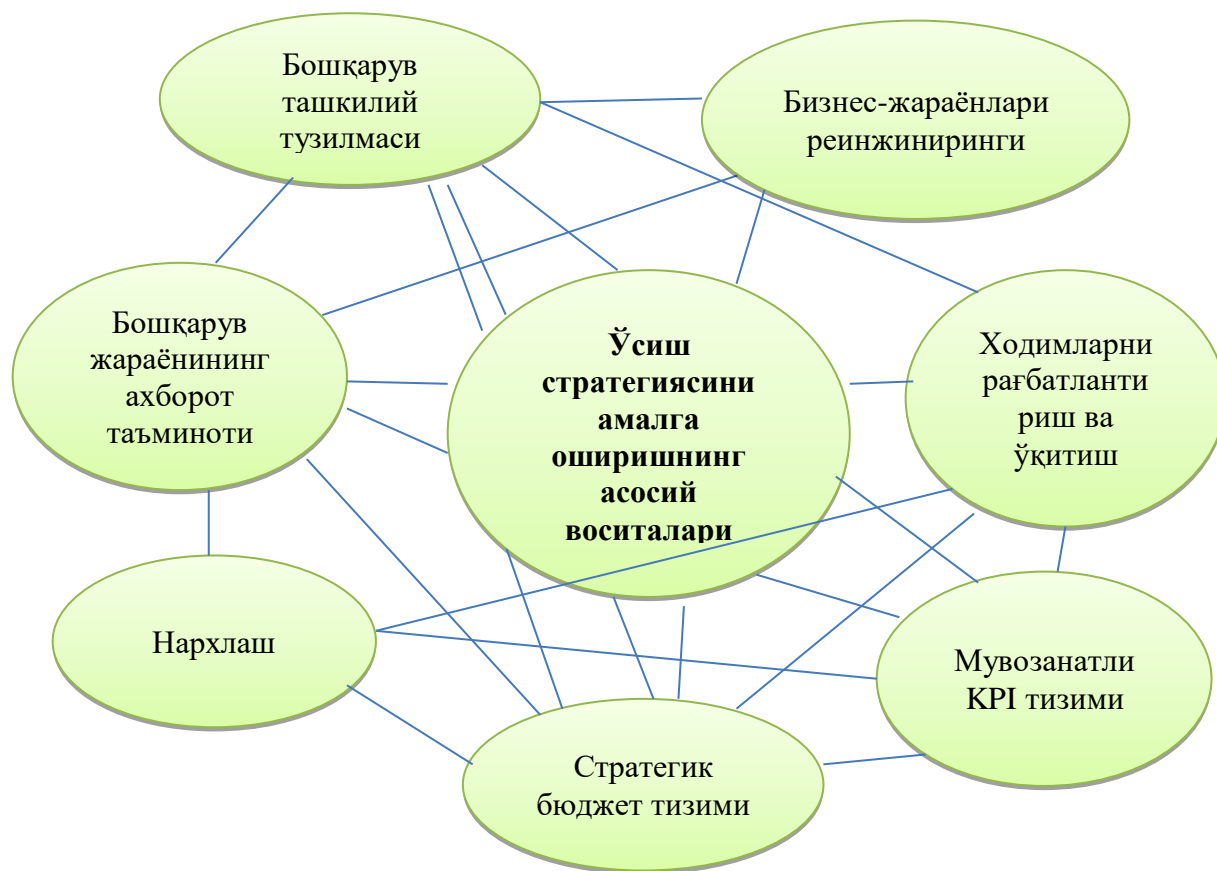 Бошқарув
ташкилий
тузилмаси
Бизнес-жараёнлари
реинжиниринги
Бошқарув
жараёнининг
ахборот
таъминоти
Ўсиш
стратегиясини
амалга
оширишнинг
асосий
воситалари
Ходимларни
рағбатланти
риш ва
ўқитиш
Нархлаш
Мувозанатли
KPI тизими
Стратегик
бюджет тизими